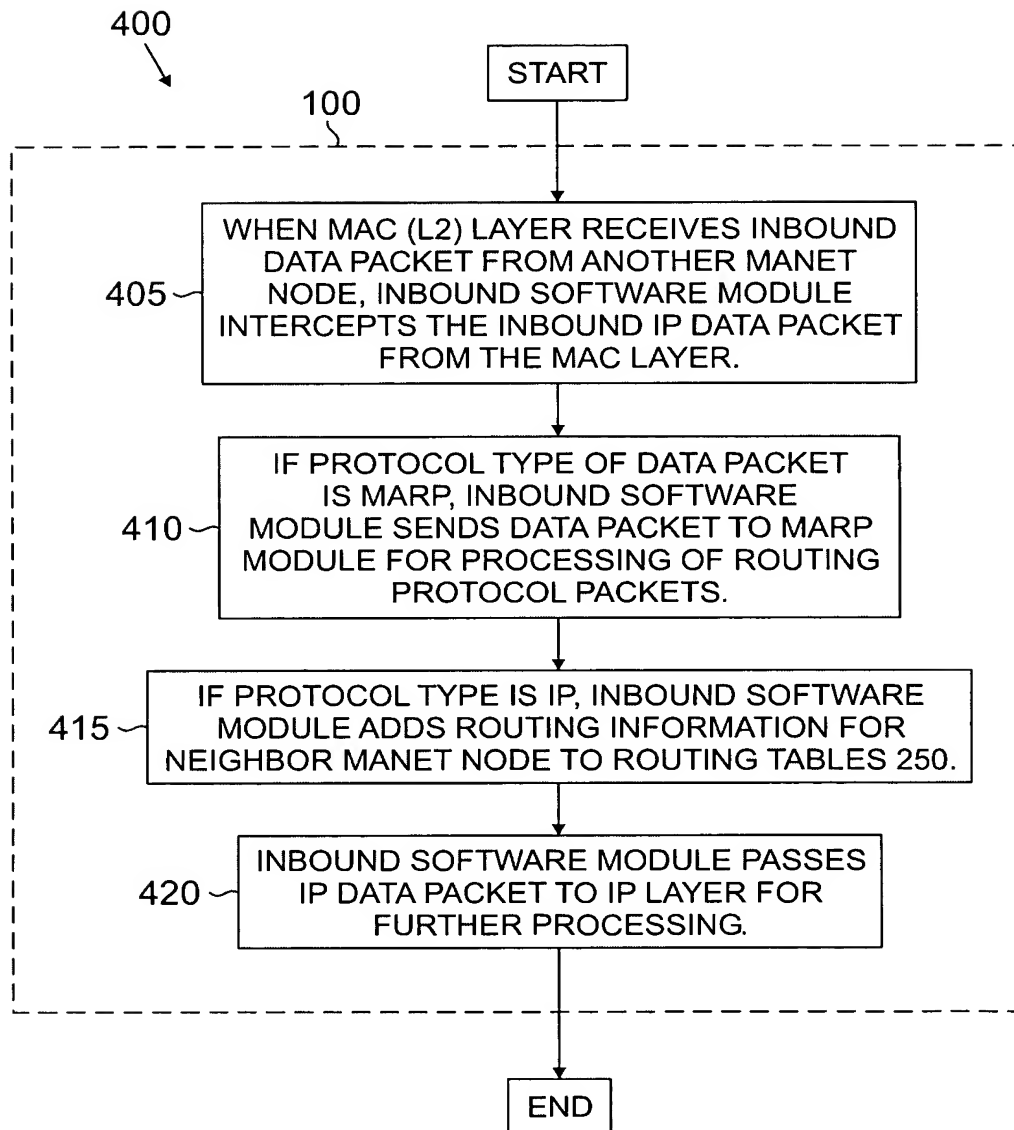 400
START
100
405
WHEN MAC (L2) LAYER RECEIVES INBOUND
DATA PACKET FROM ANOTHER MANET
NODE, INBOUND SOFTWARE MODULE
INTERCEPTS THE INBOUND IP DATA PACKET
FROM THE MAC LAYER.
410
IF PROTOCOL TYPE OF DATA PACKET
IS MARP, INBOUND SOFTWARE
MODULE SENDS DATA PACKET TO MARP
MODULE FOR PROCESSING OF ROUTING
PROTOCOL PACKETS.
415
IF PROTOCOL TYPE IS IP, INBOUND SOFTWARE
MODULE ADDS ROUTING INFORMATION FOR
NEIGHBOR MANET NODE TO ROUTING TABLES 250.
420
INBOUND SOFTWARE MODULE PASSES
IP DATA PACKET TO IP LAYER FOR
FURTHER PROCESSING.
END